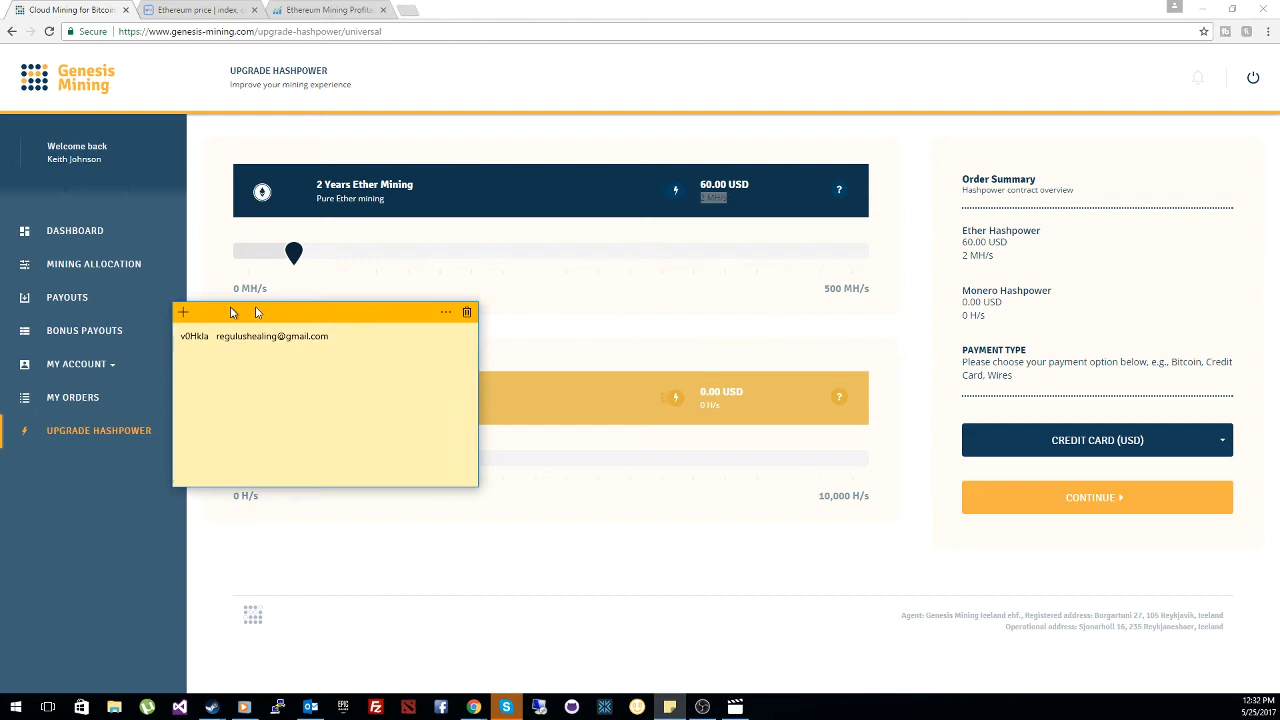 Cloud Mining for Bitcoin
Ethereum price | index, c
Ethereum Mining Profita
Secure
https://www.genesis-mining.com/upgrade-hashpower/universal
Genesis
Mining
UPGRADE HASHPOWER
Improve your mining experience
Welcome back
Keith Johnson
DASHBOARD
MINING ALLOCATION
PAYOUTS
BONUS PAYOUTS
MY ACCOUNT
MY ORDERS
UPGRADE HASHPOWER
2 Years Ether Mining
Pure Ether mining
60.00 USD
2 MH/s
?
0 MH/s
500 MH/s
v0Hkla regulushealing@gmail.com
0.00 USD
0 H/s
?
0 H/s
10,000 H/s
Order Summary
Hashpower contract overview
Ether Hashpower
60.00 USD
2 MH/s
Monero Hashpower
0.00 USD
0 H/s
PAYMENT TYPE
Please choose your payment option below, e.g., Bitcoin, Credit
Card, Wires
CREDIT CARD (USD)
CONTINUE
Agent: Genesis Mining Iceland ehf., Registered address: Borgartuni 27, 105 Reykjavik, Iceland
Operational address: Sjonarholl 16, 235 Reykjanesbaer, Iceland
EPIC
12:32 PM
5/25/2017